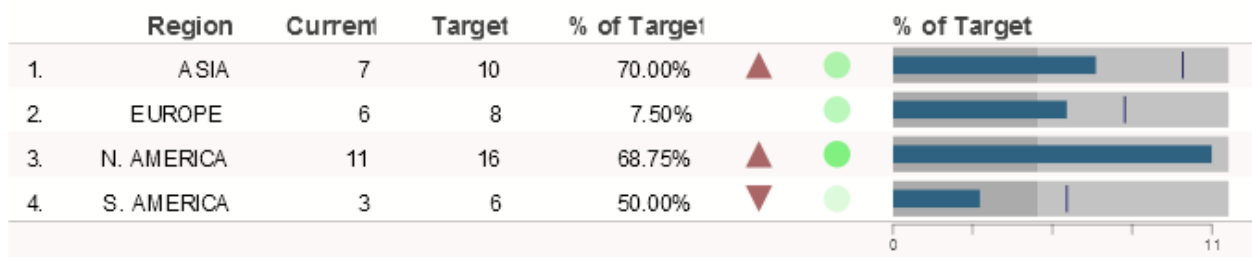 Region Current Target % of Target % of Target
1. ASIA 7 10 70.00%
2. EUROPE 6 8 7.50%
3. N. AMERICA 11 16 68.75%
4. S. AMERICA 3 6 50.00%
0 11